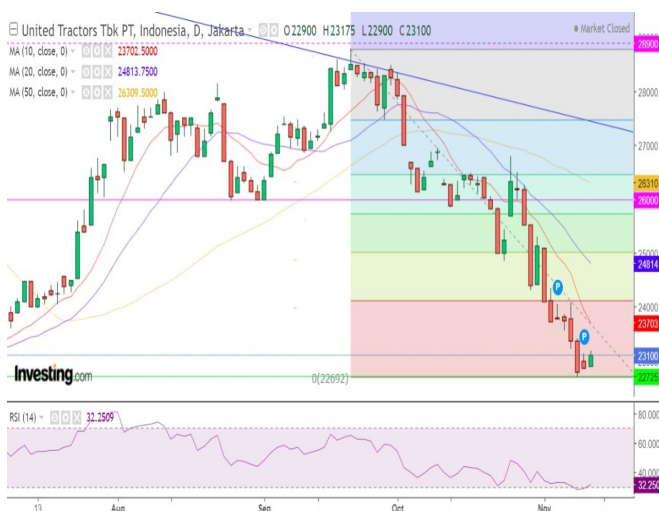 United Tractors Tbk PT, Indonesia, D, Jakarta O22900 H23175 L22900 C23100
Market Closed
MA (10, close, 0) 23702.5000
MA (20, close, 0) 24813.7500
MA (50, close, 0) 26309.5000
28900
28000
27000
26310
26000
25000
24814
24000
23703
23100
22725
P
P
Investing.com
0(22692)
RSI (14) 32.2509
80.000
60.000
40.000
32.250
13 Aug Sep Oct Nov